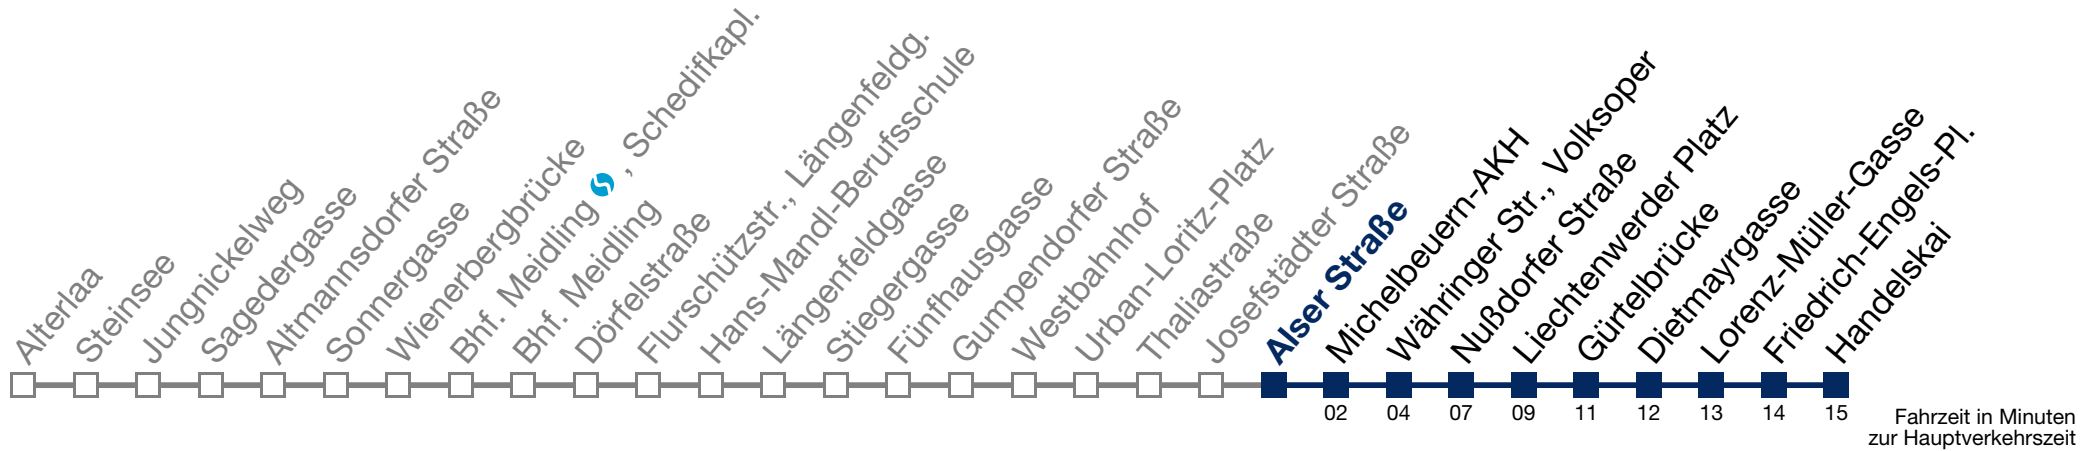 Alterlaa
Steinsee
Jungnickelweg
Sagedergasse
Altmannsdorfer Straße
Sonnergasse
Wienerbergbrücke
Bhf. Meidling , Schedifkapl.
Bhf. Meidling
Dörfelstraße
Flurschützstr., Längenfeldg.
Hans-Mandl-Berufsschule
Längenfeldgasse
Stiegergasse
Fünfhausgasse
Gumpendorfer Straße
Westbahnhof
Urban-Loritz-Platz
Thaliastraße
Josefstädter Straße
Alser Straße
Michelbeuern-AKH
Währinger Str., Volksoper
Nußdorfer Straße
Liechtenwerder Platz
Gürtelbrücke
Dietmayrgasse
Lorenz-Müller-Gasse
Friedrich-Engels-Pl.
Handelskai
02 04 07 09 11 12 13 14 15
Fahrzeit in Minuten
zur Hauptverkehrszeit